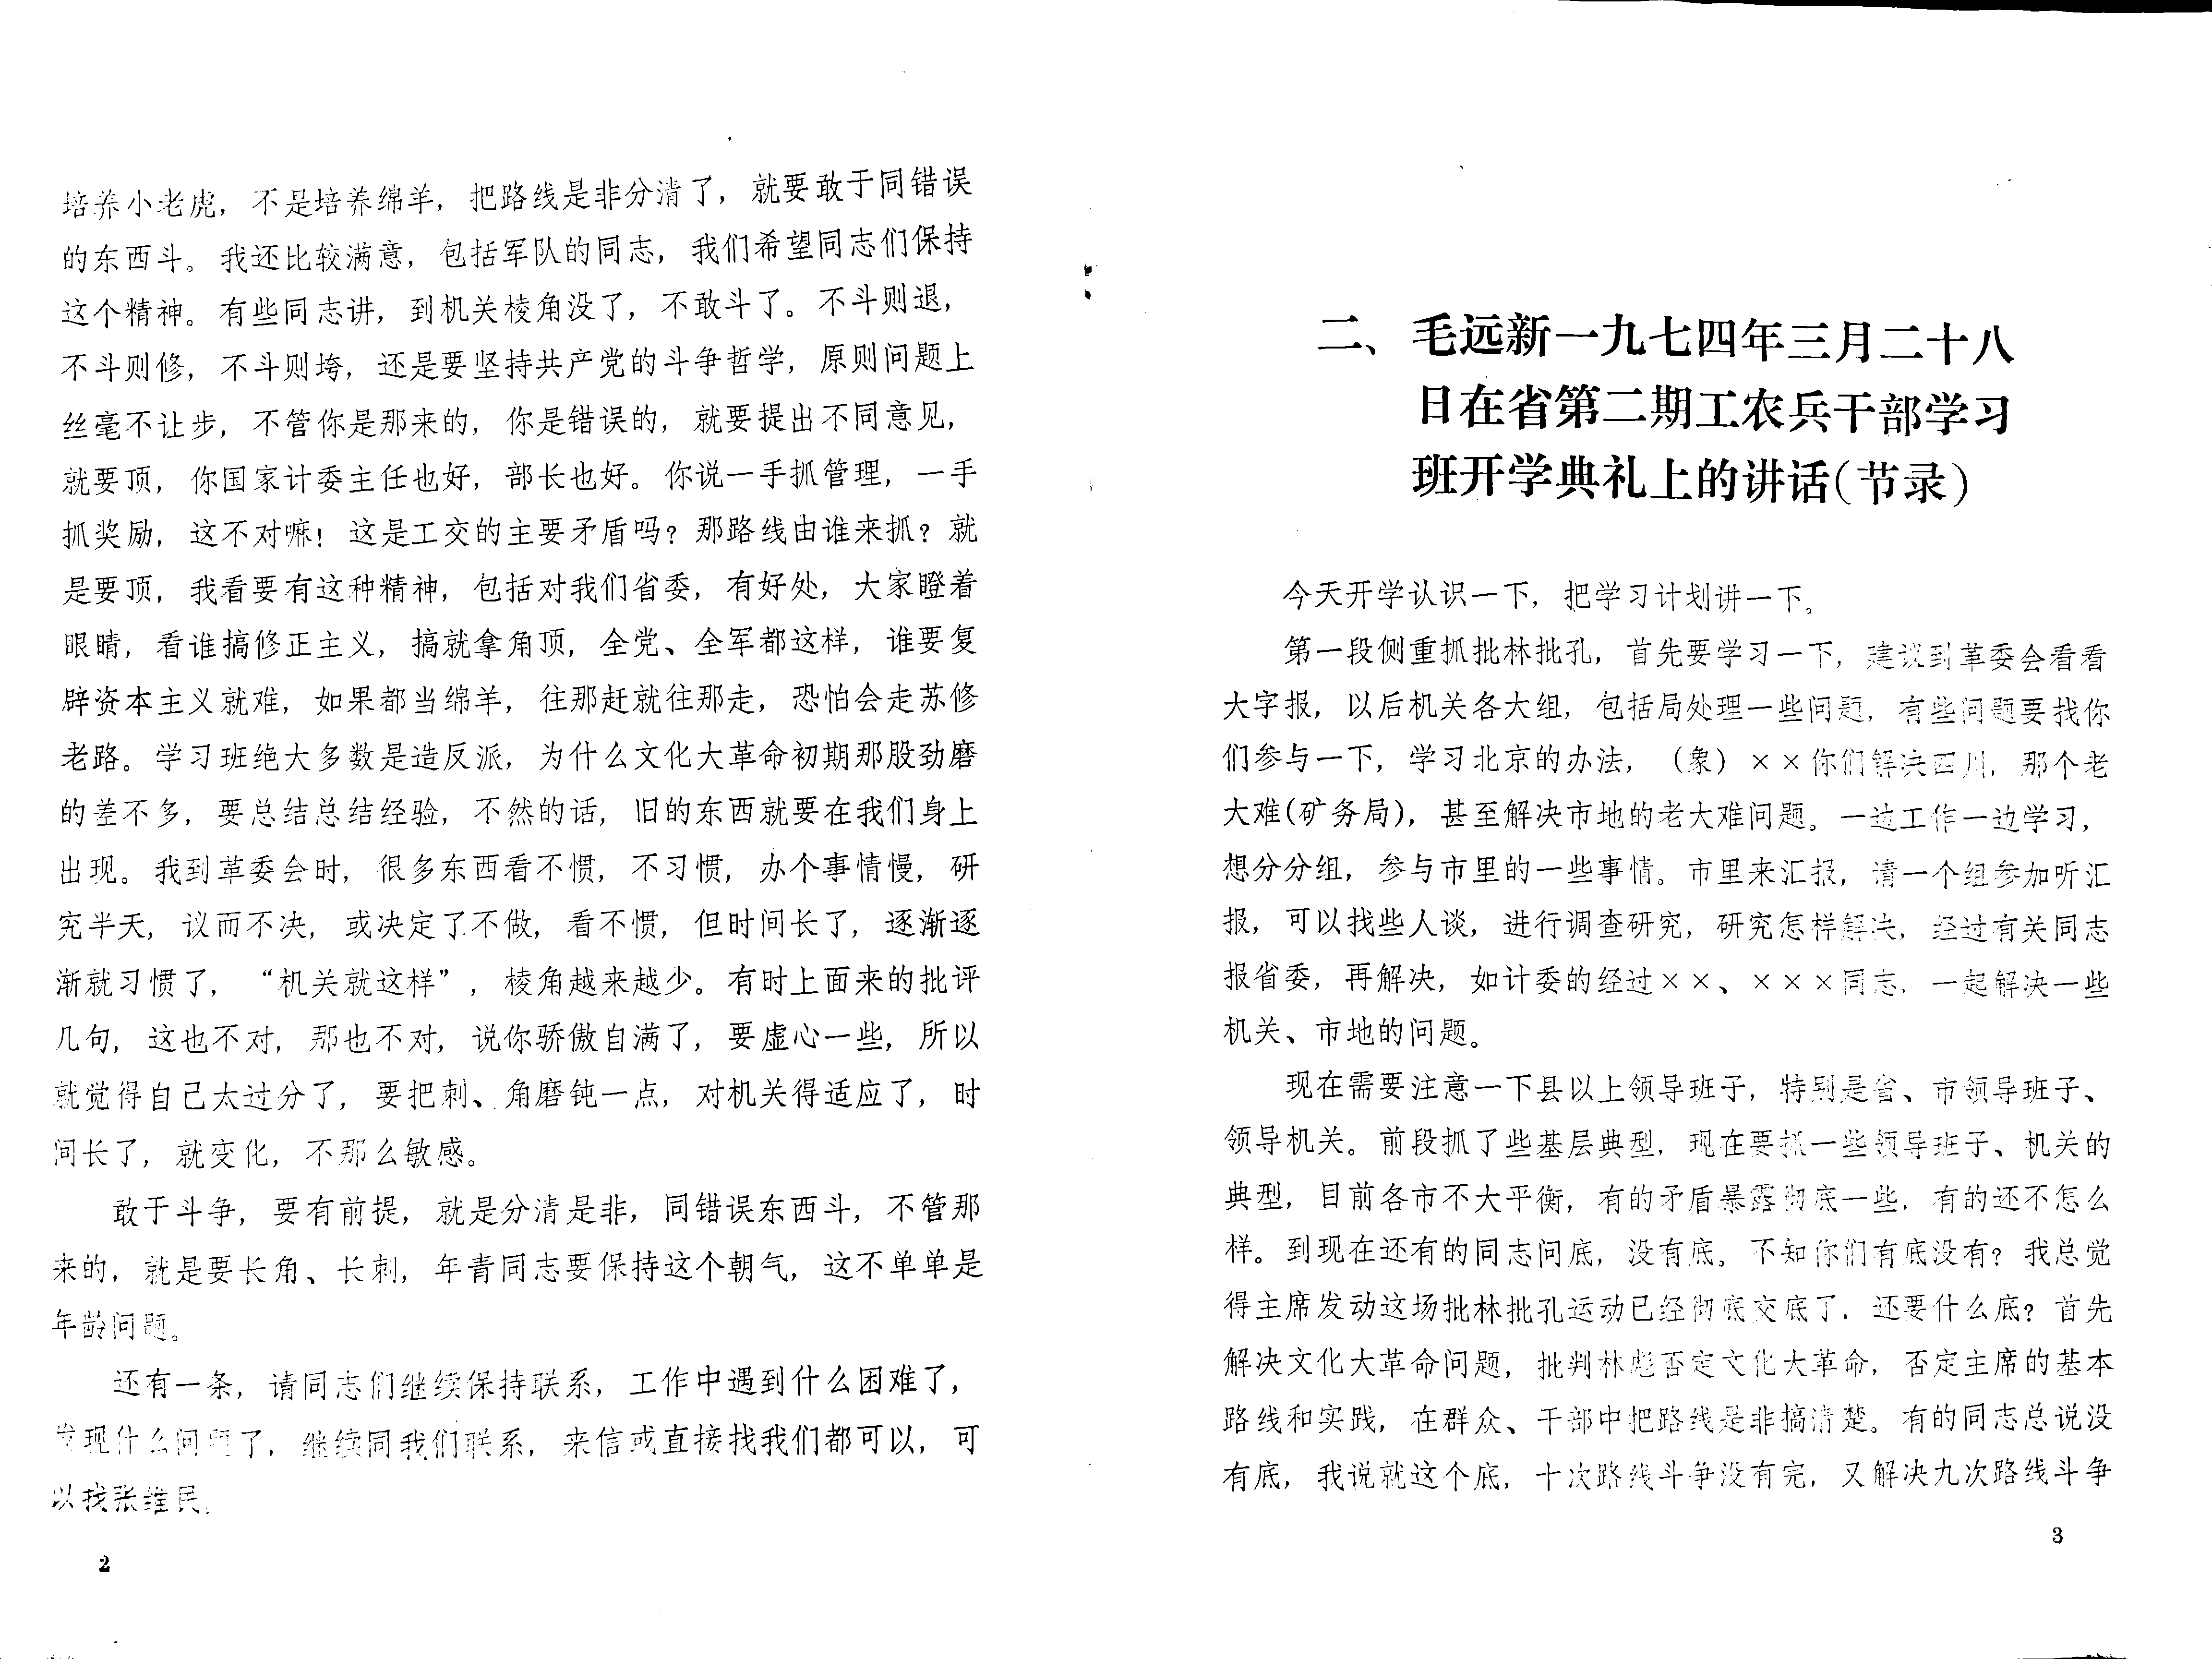 培养小老虎，不是培养绵羊，把路线是非分清了，就要敢于同错误
的东西斗。我还比较满意，包括军队的同志，我们希望同志们保持
这个精神。有些同志讲，到机关棱角没了，不敢斗了。不斗则退，
不斗则修，不斗则垮，还是要坚持共产党的斗争哲学，原则问题上
丝毫不让步，不管你是那来的，你是错误的，就要提出不同意见，
就要顶，你国家计委主任也好，部长也好。你说一手抓管理，一手
抓奖励，这不对嘛！这是工交的主要矛盾吗？那路线由谁来抓？就
是要顶，我看要有这种精神，包括对我们省委，有好处，大家瞪着
眼睛，看谁搞修正主义，搞就拿角顶，全党、全军都这样，谁要复
辟资本主义就难，如果都当绵羊，往那赶就往那走，恐怕会走苏修
老路。学习班绝大多数是造反派，为什么文化大革命初期那股劲磨
的差不多，要总结总结经验，不然的话，旧的东西就要在我们身上
出现。我到革委会时，很多东西看不惯，不习惯，办个事情慢，研
究半天，议而不决，或决定了不做，看不惯，但时间长了，逐渐逐
渐就习惯了，“机关就这样”，棱角越来越少。有时上面来的批评
几句，这也不对，那也不对，说你骄傲自满了，要虚心一些，所以
就觉得自己太过分了，要把刺、角磨钝一点，对机关得适应了，时
间长了，就变化，不那么敏感。
敢于斗争，要有前提，就是分清是非，同错误东西斗，不管那
来的，就是要长角、长刺，年青同志要保持这个朝气，这不单单是
年龄问题。
还有一条，请同志们继续保持联系，工作中遇到什么困难了，
发现什么问题了，继续同我们联系，来信或直接找我们都可以，可
以找张维民。
2
二、毛远新一九七四年三月二十八
日在省第二期工农兵干部学习
班开学典礼上的讲话（节录）
今天开学认识一下，把学习计划讲一下。
第一段侧重抓批林批孔，首先要学习一下，建议到革委会看看
大字报，以后机关各大组，包括局处理一些问题，有些问题要找你
们参与一下，学习北京的办法，（象）××你们解决四川，那个老
大难（矿务局），甚至解决市地的老大难问题。一边工作一边学习，
想分分组，参与市里的一些事情。市里来汇报，请一个组参加听汇
报，可以找些人谈，进行调查研究，研究怎样解决，经过有关同志
报省委，再解决，如计委的经过××、×××同志，一起解决一些
机关、市地的问题。
现在需要注意一下县以上领导班子，特别是省、市领导班子、
领导机关。前段抓了些基层典型，现在要抓一些领导班子、机关的
典型，目前各市不大平衡，有的矛盾暴露彻底一些，有的还不怎么
样。到现在还有的同志问底，没有底。不知你们有底没有？我总觉
得主席发动这场批林批孔运动已经彻底交底了，还要什么底？首先
解决文化大革命问题，批判林彪否定文化大革命，否定主席的基本
路线和实践，在群众、干部中把路线是非搞清楚。有的同志总说没
有底，我说就这个底，十次路线斗争没有完，又解决九次路线斗争
3